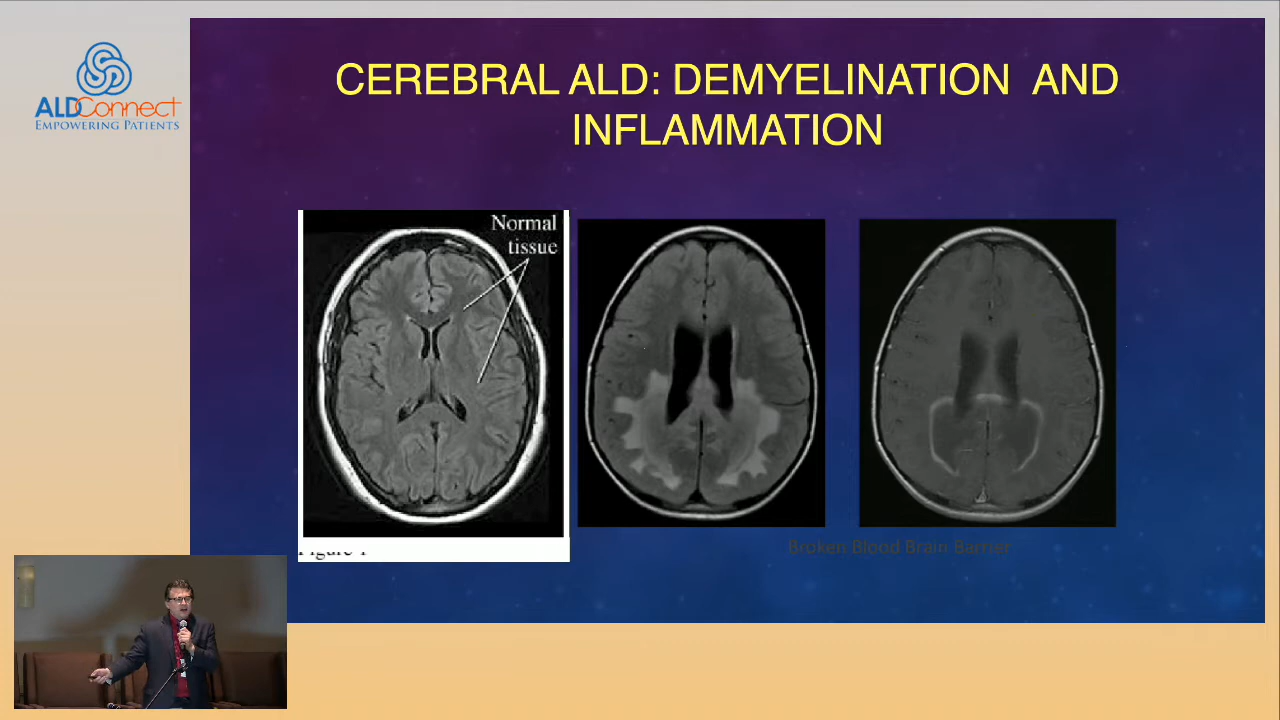 ALDConnect
EMPOWERING PATIENTS
CEREBRAL ALD: DEMYELINATION AND
INFLAMMATION
Normal
tissue
Broken Blood Brain Barrier